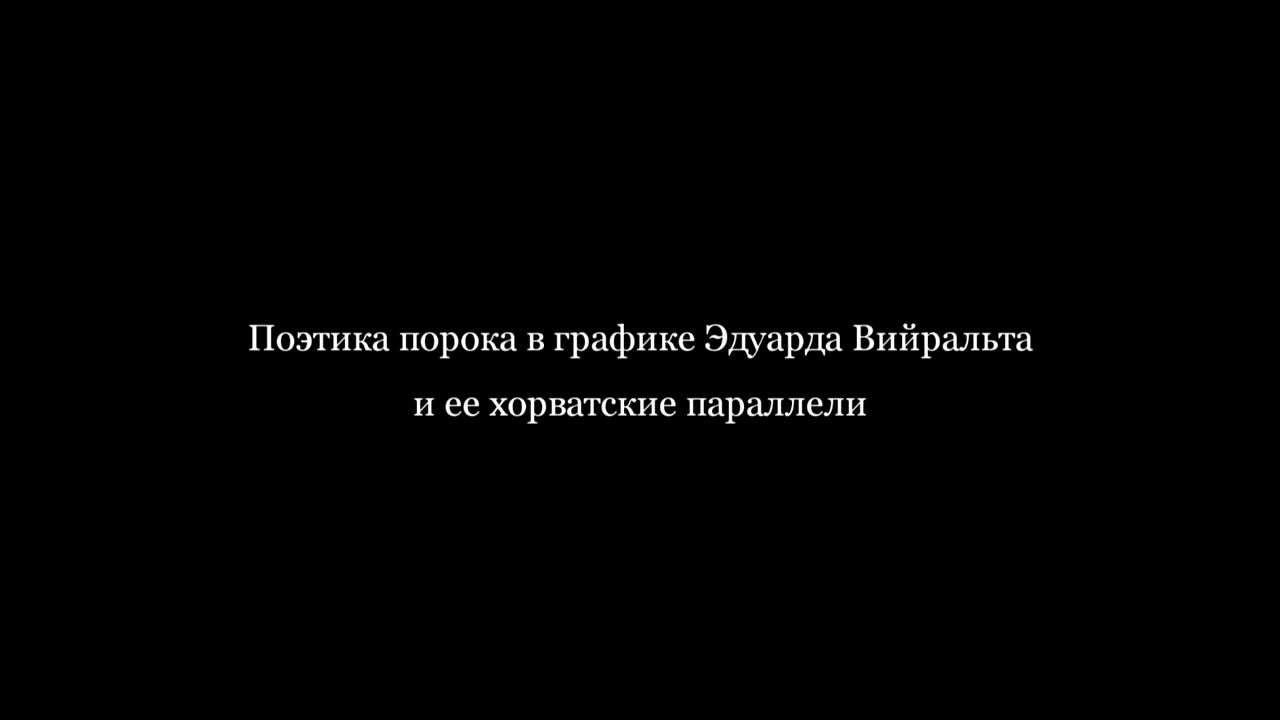 Поэтика порока в графике Эдуарда Вийральта
и ее хорватские параллели